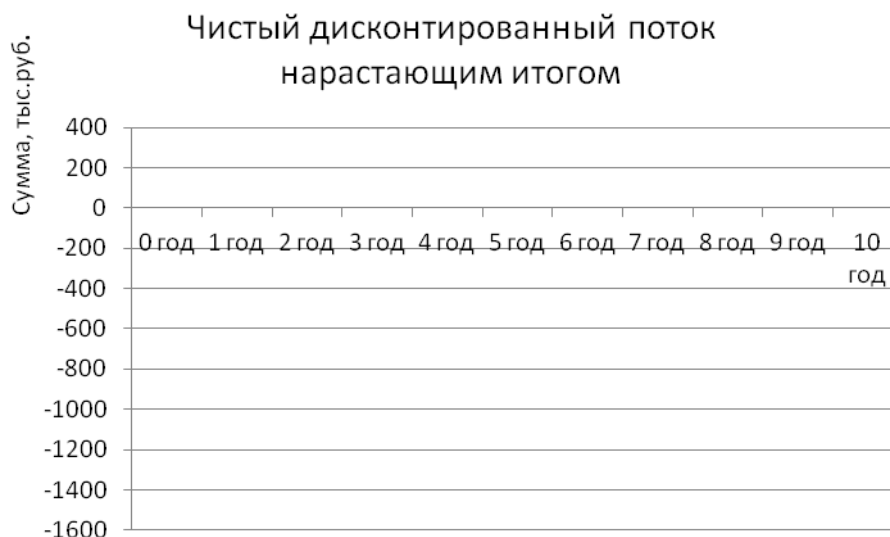 Чистый дисконтированный поток
нарастающим итогом
Сумма, тыс.руб.
400
200
0
0 год 1 год 2 год 3 год 4 год 5 год 6 год 7 год 8 год 9 год 10
год
-200
-400
-600
-800
-1000
-1200
-1400
-1600